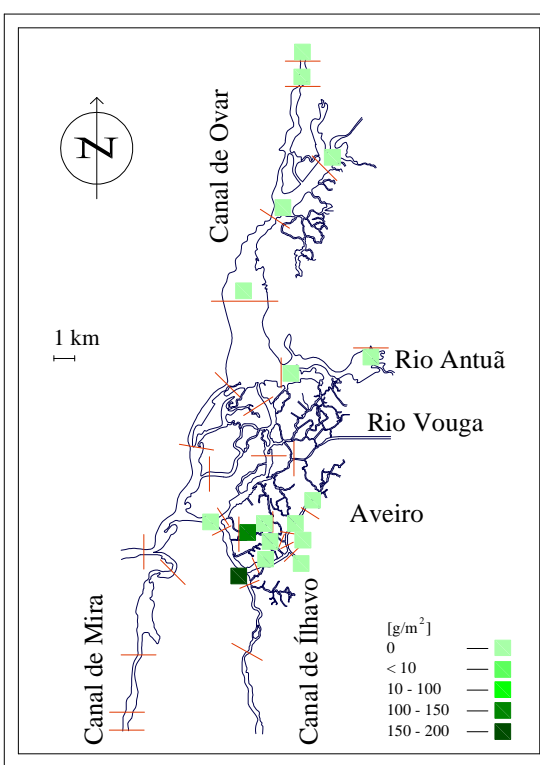 Canal de Ovar
N
1 km
Rio Antuã
Rio Vouga
Aveiro
Canal de Mira
Canal de Ílhavo
[g/m²]
0
< 10
10 - 100
100 - 150
150 - 200